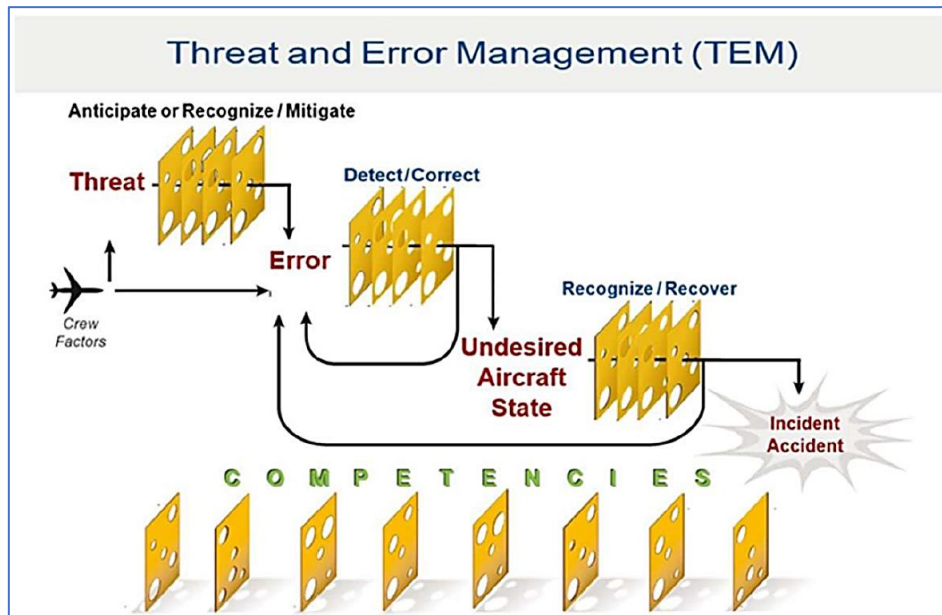 Threat and Error Management (TEM)
Anticipate or Recognize / Mitigate
Threat
Detect/Correct
Error
Crew
Factors
Recognize / Recover
Undesired
Aircraft
State
Incident
Accident
C O M P E T E N C I E S